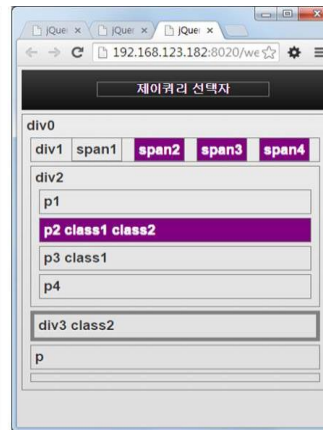 jQue: jQue: jQue:
192.168.123.182:8020/we
제이쿼리 선택자
div0
div1 span1 span2 span3 span4
div2
p1
p2 class1 class2
p3 class1
p4
div3 class2
p